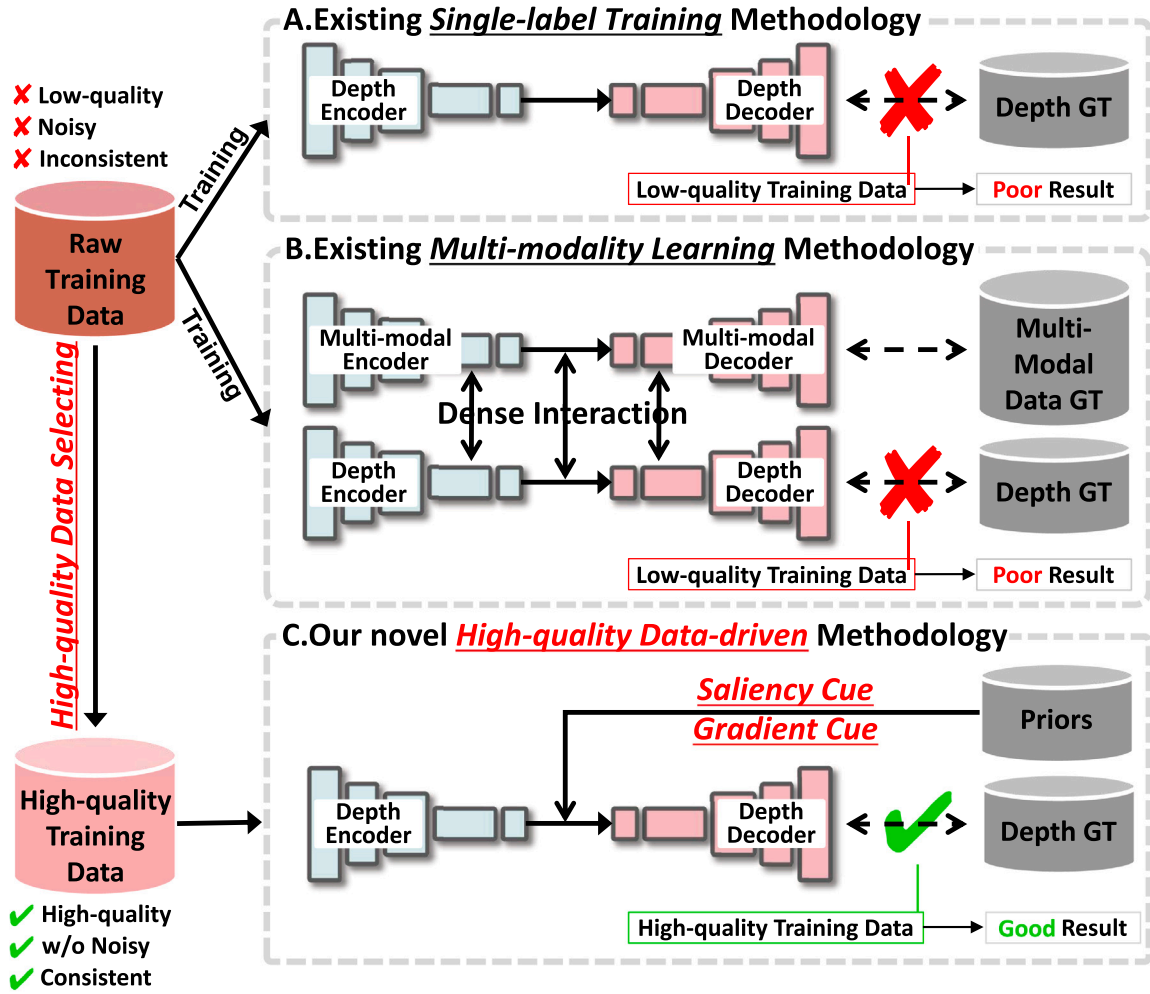 A.Existing Single-label Training Methodology
Low-quality
Noisy
Inconsistent
Raw
Training
Data
Training
Training
Depth
Encoder
Depth
Decoder
Depth GT
Low-quality Training Data
Poor Result
B.Existing Multi-modality Learning Methodology
Multi-modal
Encoder
Multi-modal
Decoder
Multi-
Modal
Data GT
Dense Interaction
Depth
Encoder
Depth
Decoder
Depth GT
Low-quality Training Data
Poor Result
High-quality Data Selecting
C.Our novel High-quality Data-driven Methodology
Saliency Cue
Gradient Cue
Priors
High-quality
Training
Data
Depth
Encoder
Depth
Decoder
Depth GT
High-quality Training Data
Good Result
High-quality
w/o Noisy
Consistent